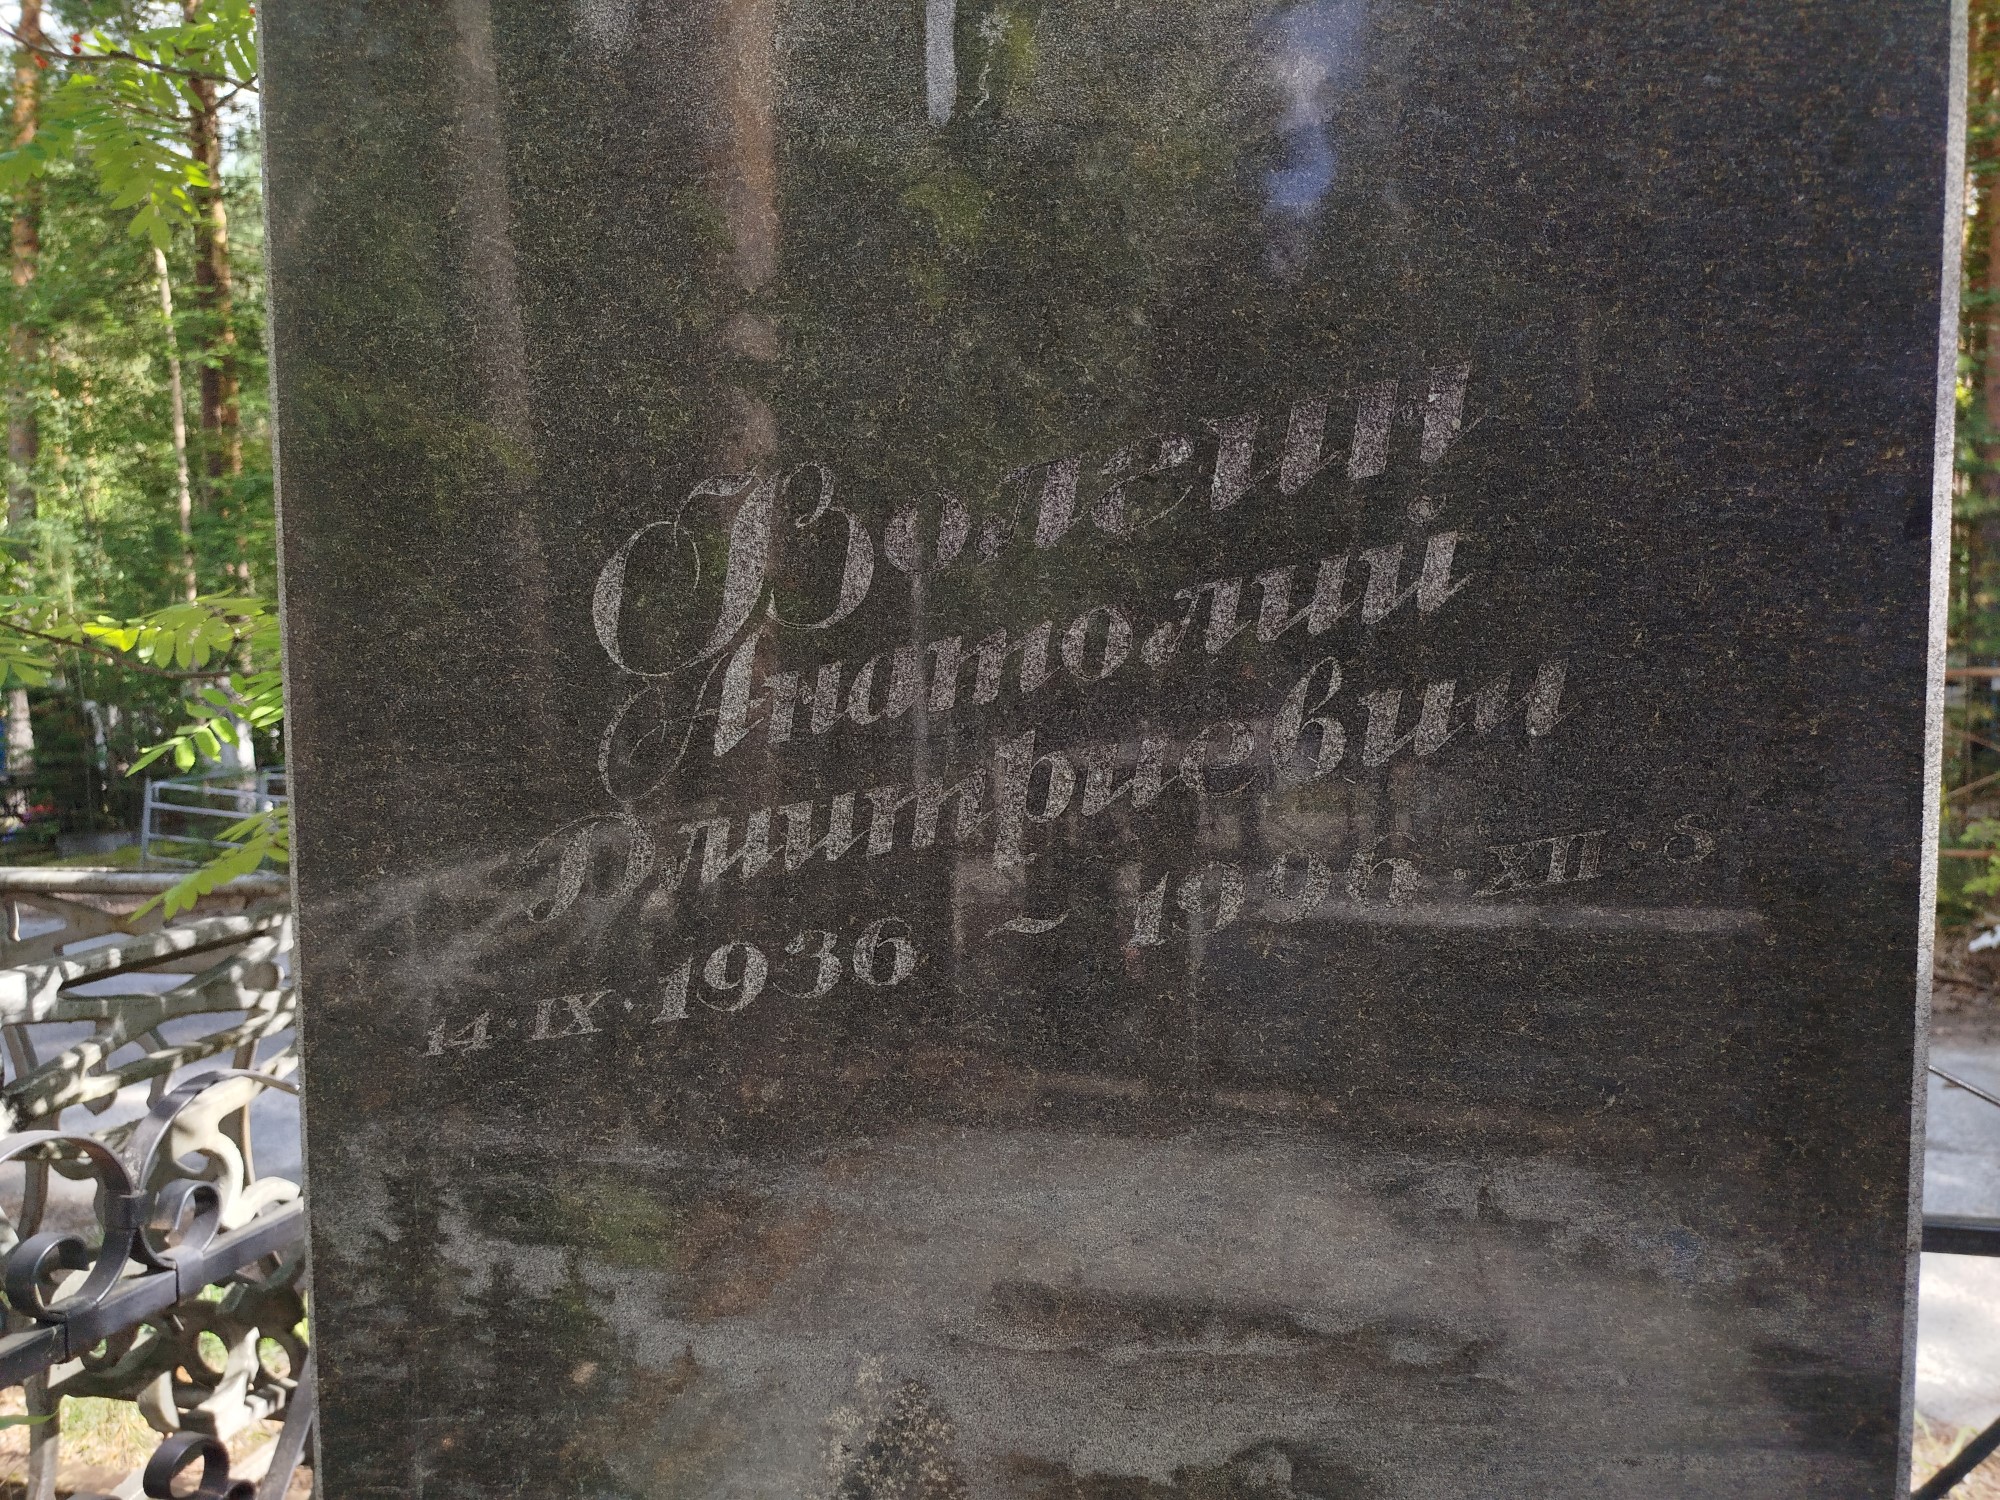 Волгин
Анатолий
Дмитриевич
14·IX·1936 ~ 1996·XII·8